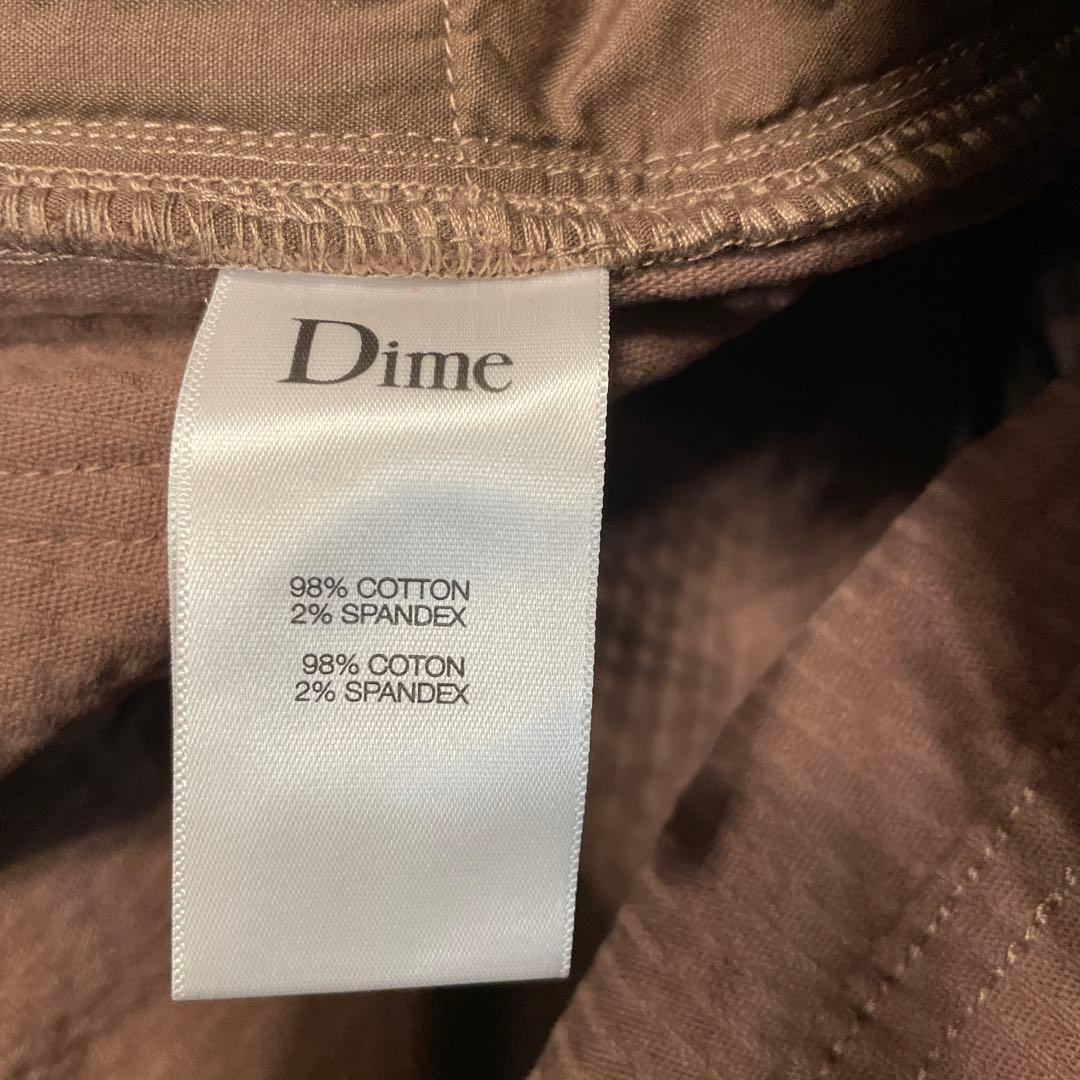 Dime
98% COTTON
2% SPANDEX
98% COTON
2% SPANDEX